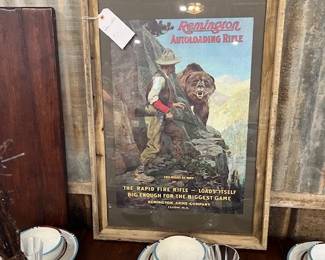 Remington
AUTOLOADING RIFLE
THE RAPID FIRE RIFLE — LOADS ITSELF
BIG ENOUGH FOR THE BIGGEST GAME
REMINGTON ARMS COMPANY